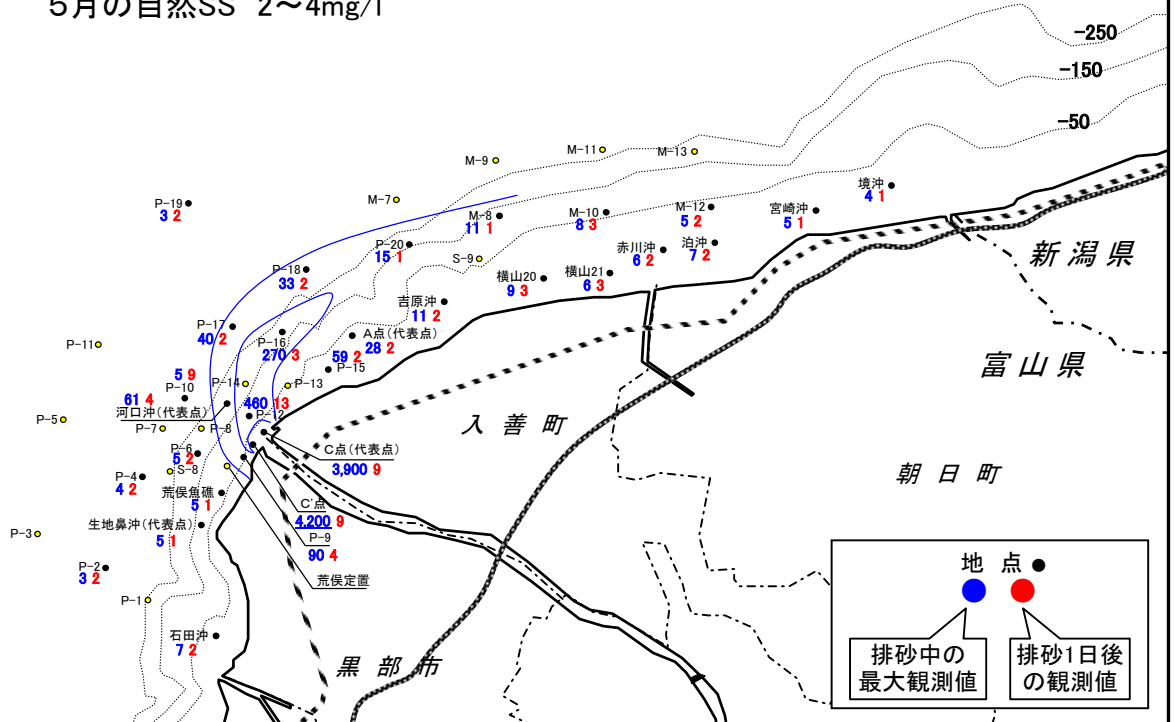 5月の自然SS 2～4mg/l
-250
-150
-50
M-9
M-11
M-13
M-7
P-19
3 2
M-8
11 1
M-10
8 3
M-12
5 2
宮崎沖
5 1
境沖
4 1
P-20
15 1
S-9
赤川沖
6 2
泊沖
7 2
新潟県
P-18
33 2
横山20
9 3
横山21
6 3
吉原沖
11 2
P-17
40 2
P-16
270 3
A点(代表点)
28 2
59 2
P-15
P-11
富山県
5 9
P-10
61 4
河口沖(代表点)
P-14
P-13
460 13
P-12
P-5
P-7
P-8
入善町
C点(代表点)
3,900 9
P-6
5 2
S-8
P-4
4 2
朝日町
荒俣魚礁
5 1
C'点
4,200 9
生地鼻沖(代表点)
5 1
P-9
90 4
P-3
荒俣定置
P-2
3 2
P-1
石田沖
7 2
黒部市
地点
排砂中の
最大観測値
排砂1日後
の観測値